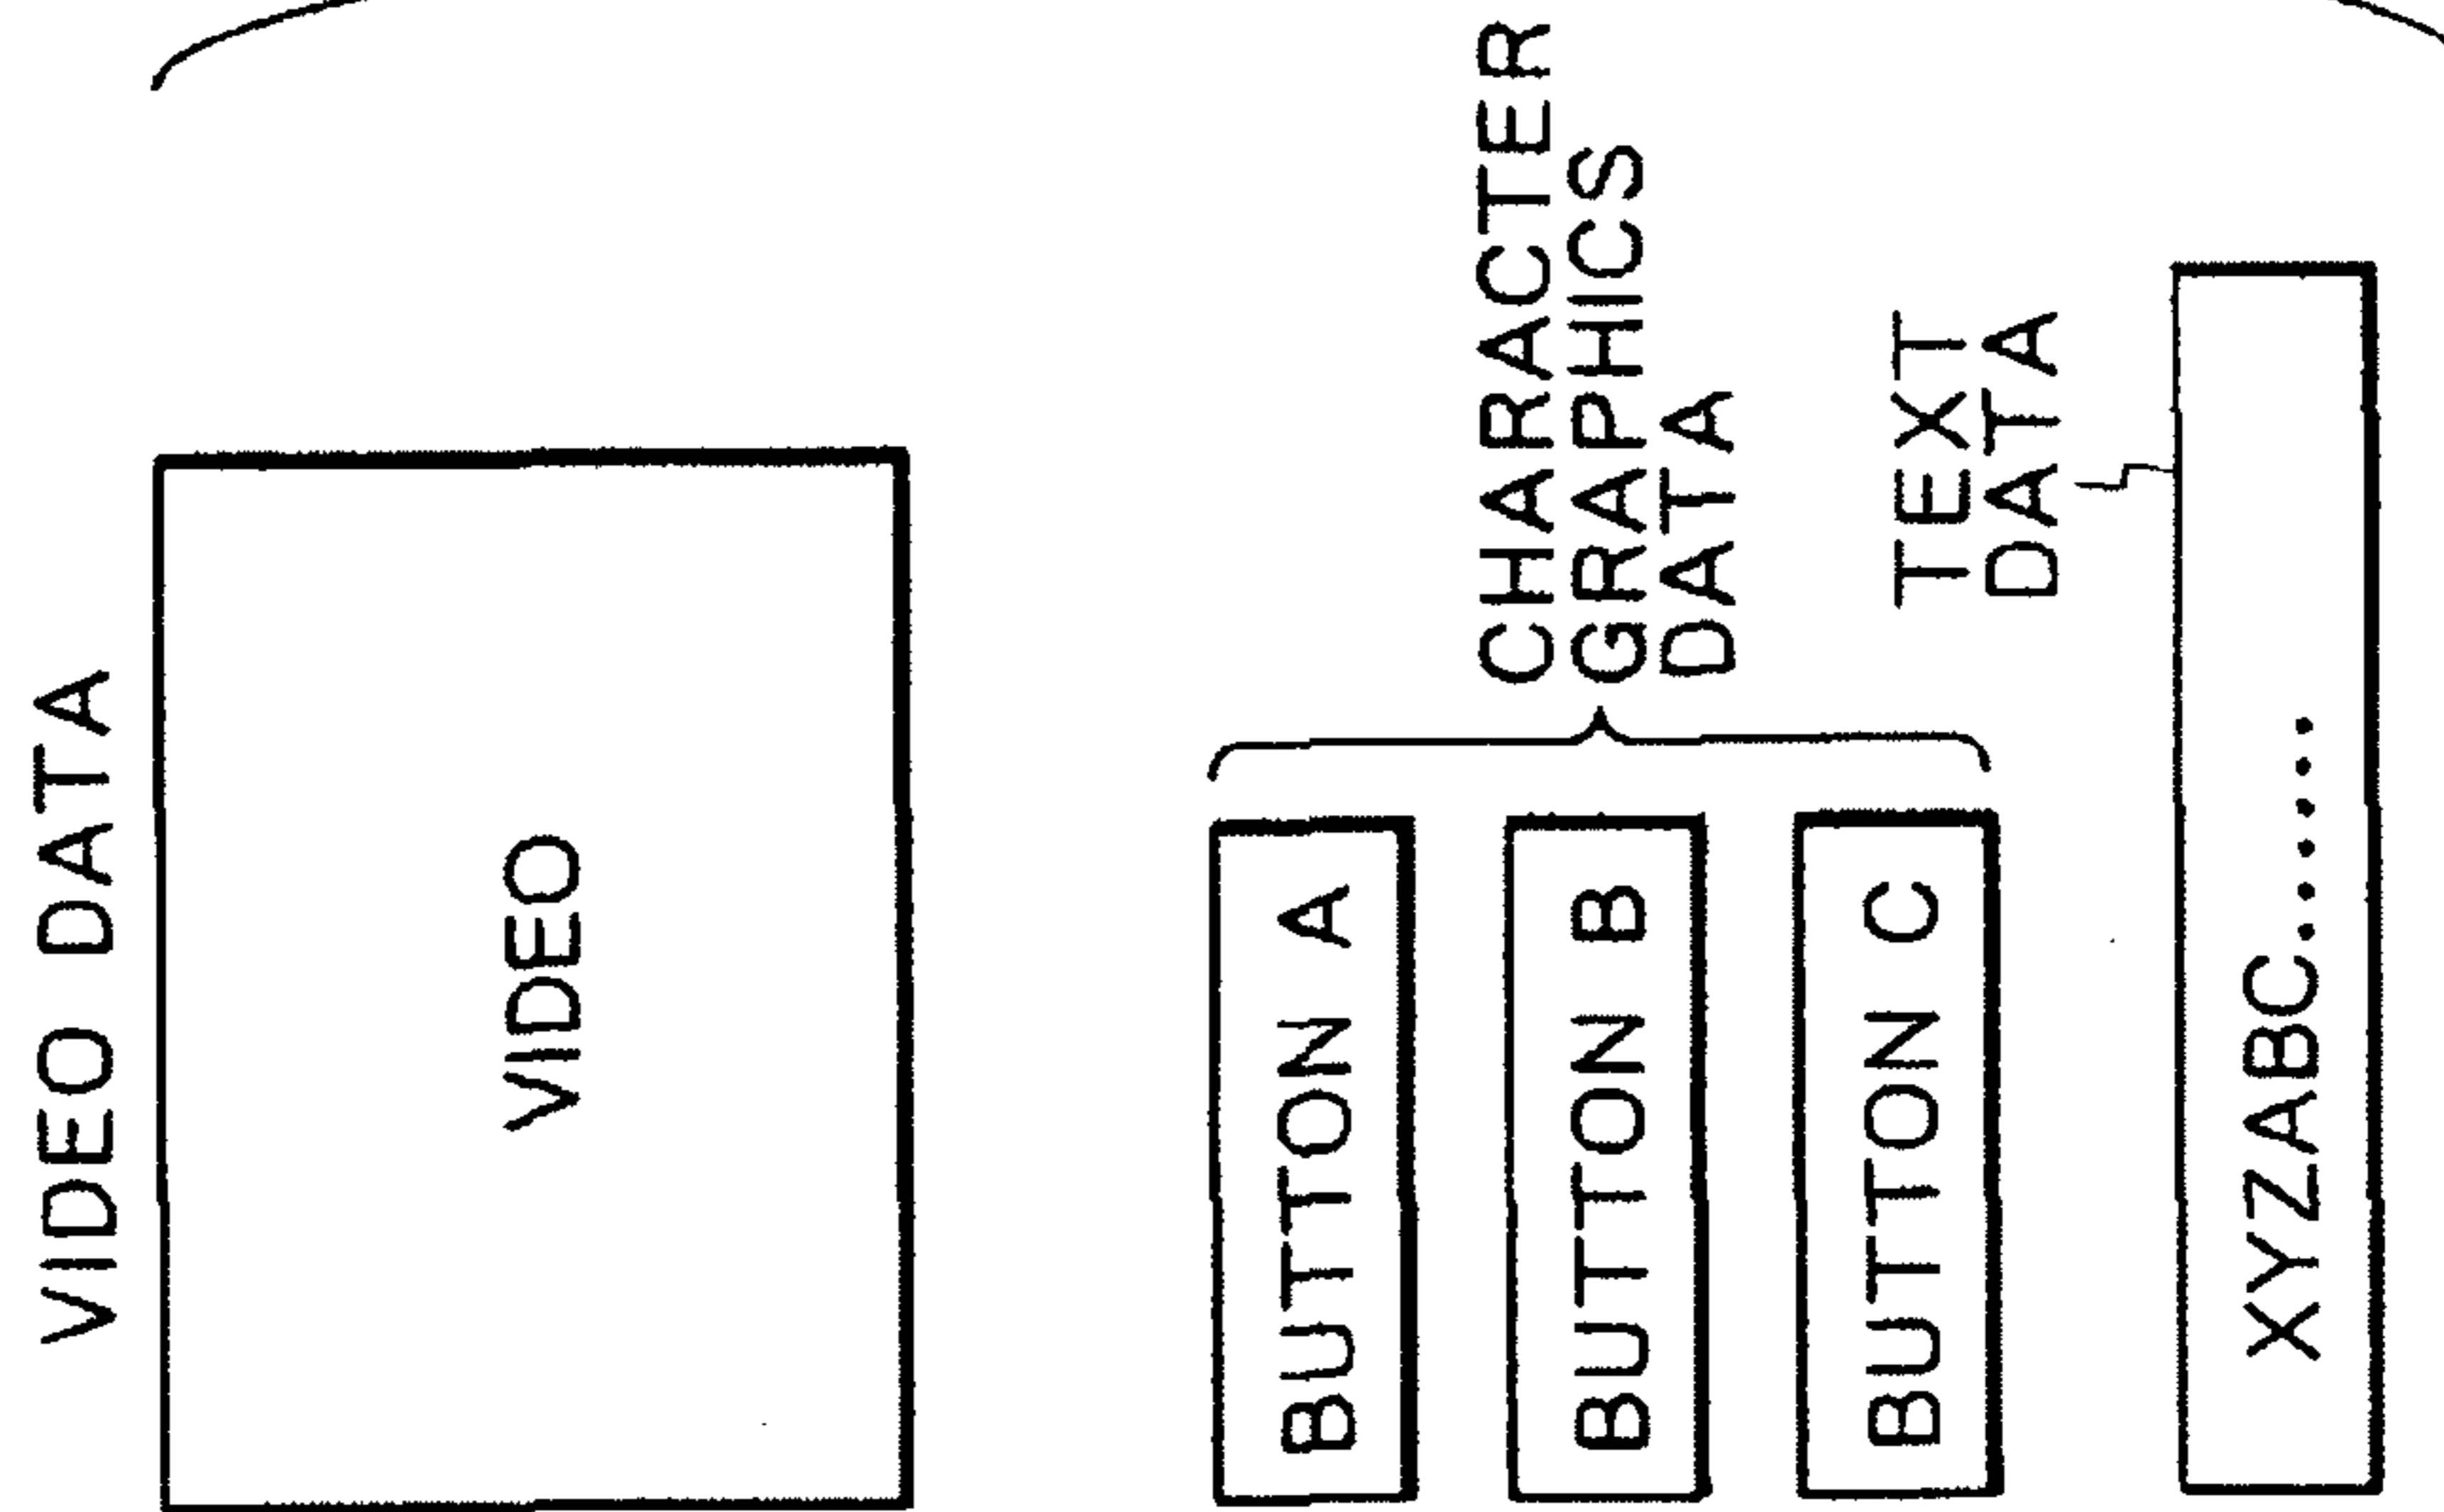 VIDEO DATA
VIDEO
BUTTON A
BUTTON B
BUTTON C
CHARACTER
GRAPHICS
DATA
TEXT
DATA
XYZABC......